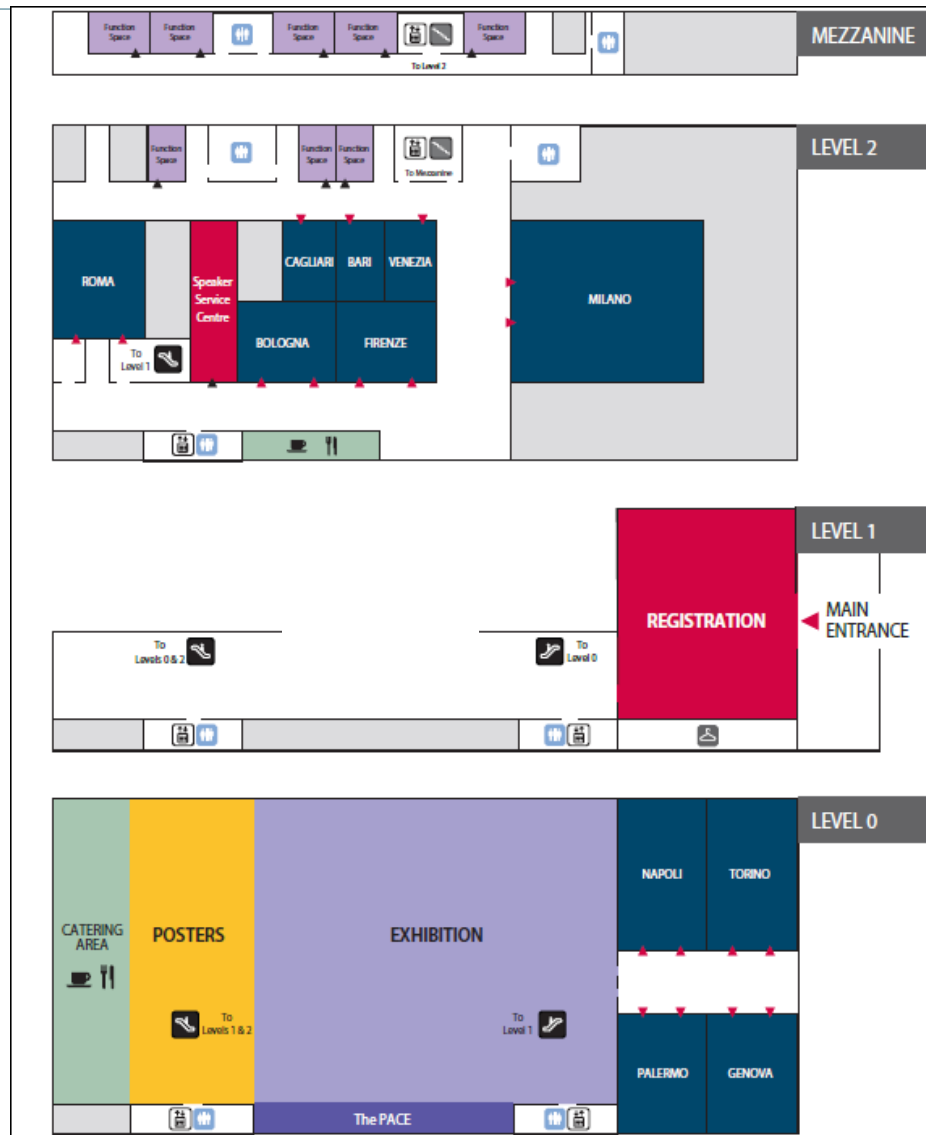 Function
Space
Function
Space
Function
Space
Function
Space
Function
Space
To Level 2
MEZZANINE
Function
Space
Function
Space
Function
Space
To Mezzanine
LEVEL 2
ROMA
Speaker
Service
Centre
CAGLIARI
BARI
VENEZIA
MILANO
To
Level 1
BOLOGNA
FIRENZE
LEVEL 1
REGISTRATION
MAIN
ENTRANCE
To
Levels 0 & 2
To
Level 0
LEVEL 0
NAPOLI
TORINO
CATERING
AREA
POSTERS
EXHIBITION
To
Levels 1 & 2
To
Level 1
PALERMO
GENOVA
The PACE